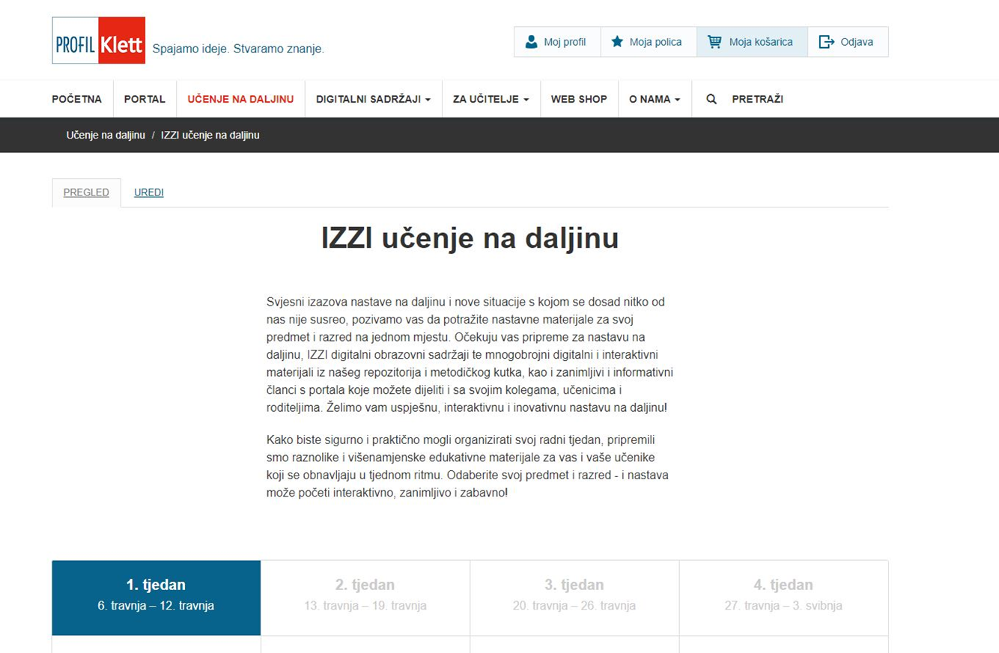 PROFIL Klett Spajamo ideje. Stvaramo znanje.
Moj profil Moja polica Moja košarica Odjava
POČETNA PORTAL UČENJE NA DALJINU DIGITALNI SADRŽAJI ZA UČITELJE WEB SHOP O NAMA PRETRAŽI
Učenje na daljinu / IZZI učenje na daljinu
PREGLED UREDI
IZZI učenje na daljinu
Svjesni izazova nastave na daljinu i nove situacije s kojom se dosad nitko od
nas nije susreo, pozivamo vas da potražite nastavne materijale za svoj
predmet i razred na jednom mjestu. Očekuju vas pripreme za nastavu na
daljinu, IZZI digitalni obrazovni sadržaji te mnogobrojni digitalni i interaktivni
materijali iz našeg repozitorija i metodičkog kutka, kao i zanimljivi i informativni
članci s portala koje možete dijeliti i sa svojim kolegama, učenicima i
roditeljima. Želimo vam uspješnu, interaktivnu i inovativnu nastavu na daljinu!
Kako biste sigurno i praktično mogli organizirati svoj radni tjedan, pripremili
smo raznolike i višenamjenske edukativne materijale za vas i vaše učenike
koji se obnavljaju u tjednom ritmu. Odaberite svoj predmet i razred - i nastava
može početi interaktivno, zanimljivo i zabavno!
1. tjedan 2. tjedan 3. tjedan 4. tjedan
6. travnja – 12. travnja 13. travnja – 19. travnja 20. travnja – 26. travnja 27. travnja – 3. svibnja